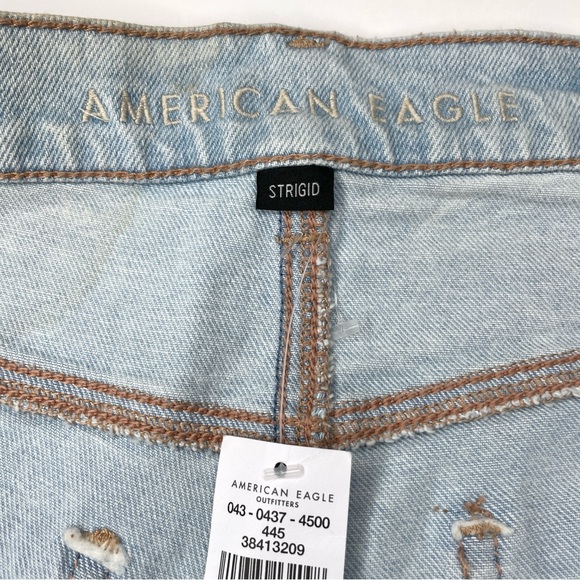 AMERICAN EAGLE
STRIGID
AMERICAN EAGLE
OUTFITTERS
043 - 0437 - 4500
445
38413209